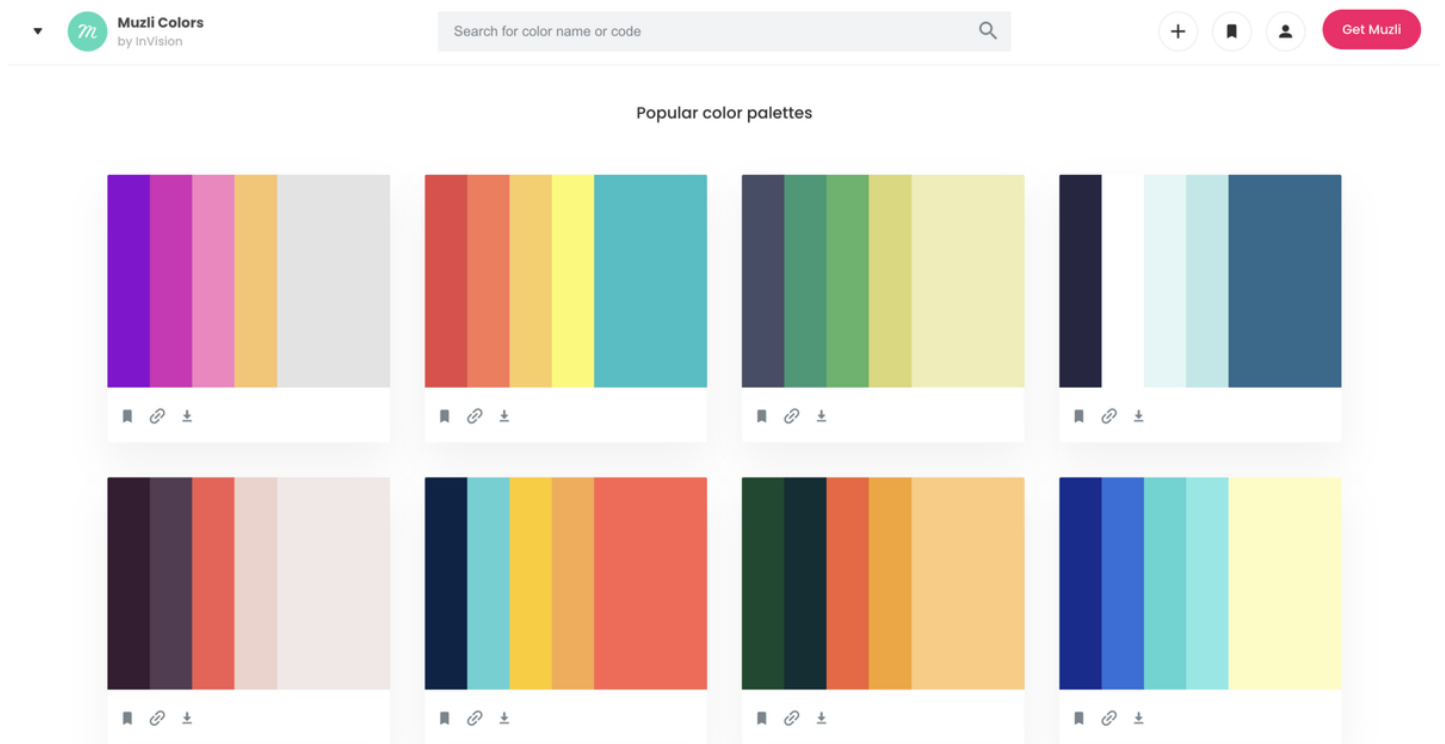 Muzli Colors
by InVision
Search for color name or code
Get Muzli
Popular color palettes